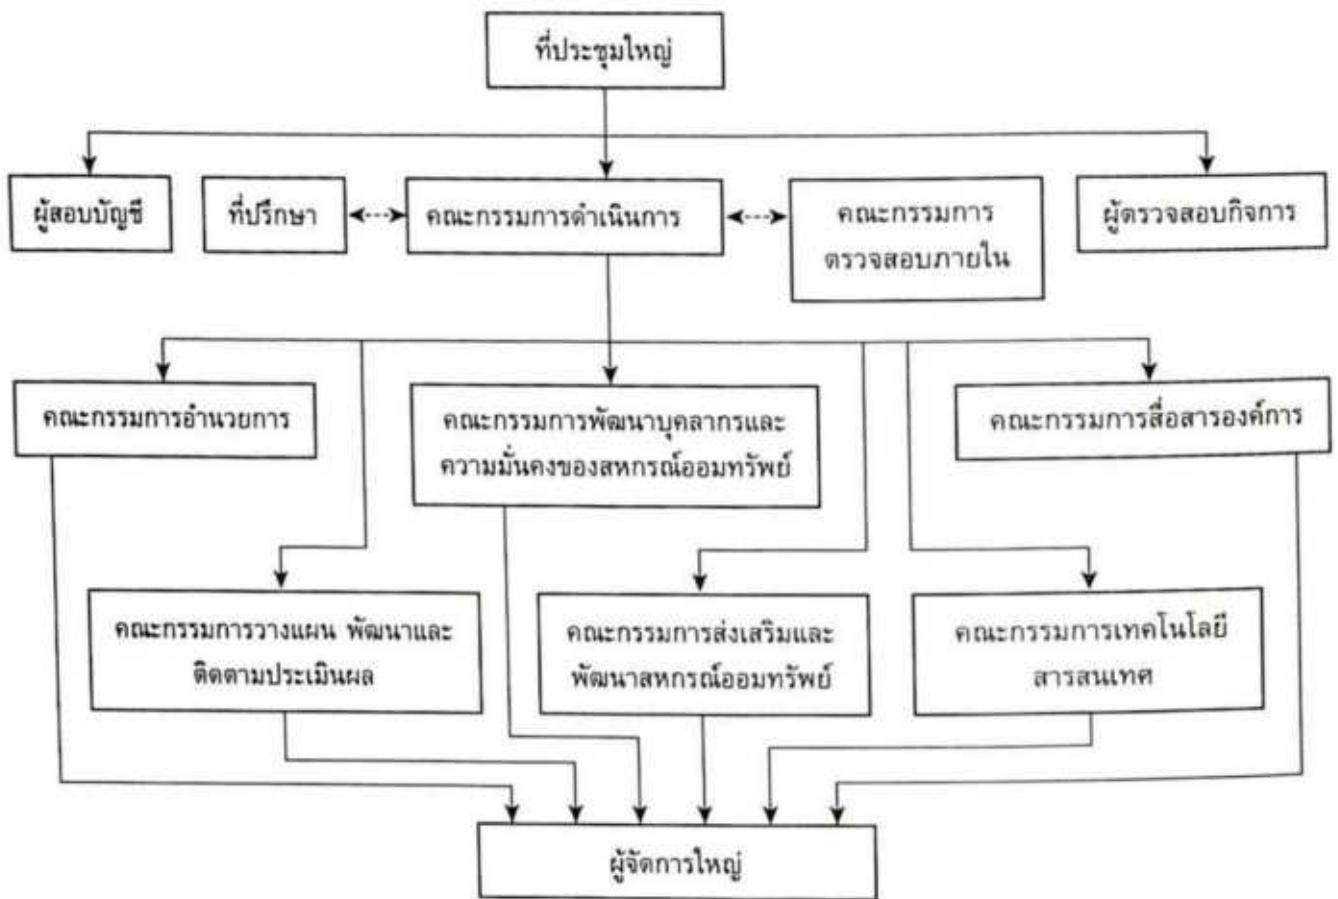 ที่ประชุมใหญ่
ผู้สอบบัญชี
ที่ปรึกษา
คณะกรรมการดำเนินการ
คณะกรรมการ
ตรวจสอบภายใน
ผู้ตรวจสอบกิจการ
คณะกรรมการอำนวยการ
คณะกรรมการพัฒนาบุคลากรและ
ความมั่นคงของสหกรณ์ออมทรัพย์
คณะกรรมการสื่อสารองค์การ
คณะกรรมการวางแผน พัฒนาและ
ติดตามประเมินผล
คณะกรรมการส่งเสริมและ
พัฒนาสหกรณ์ออมทรัพย์
คณะกรรมการเทคโนโลยี
สารสนเทศ
ผู้จัดการใหญ่